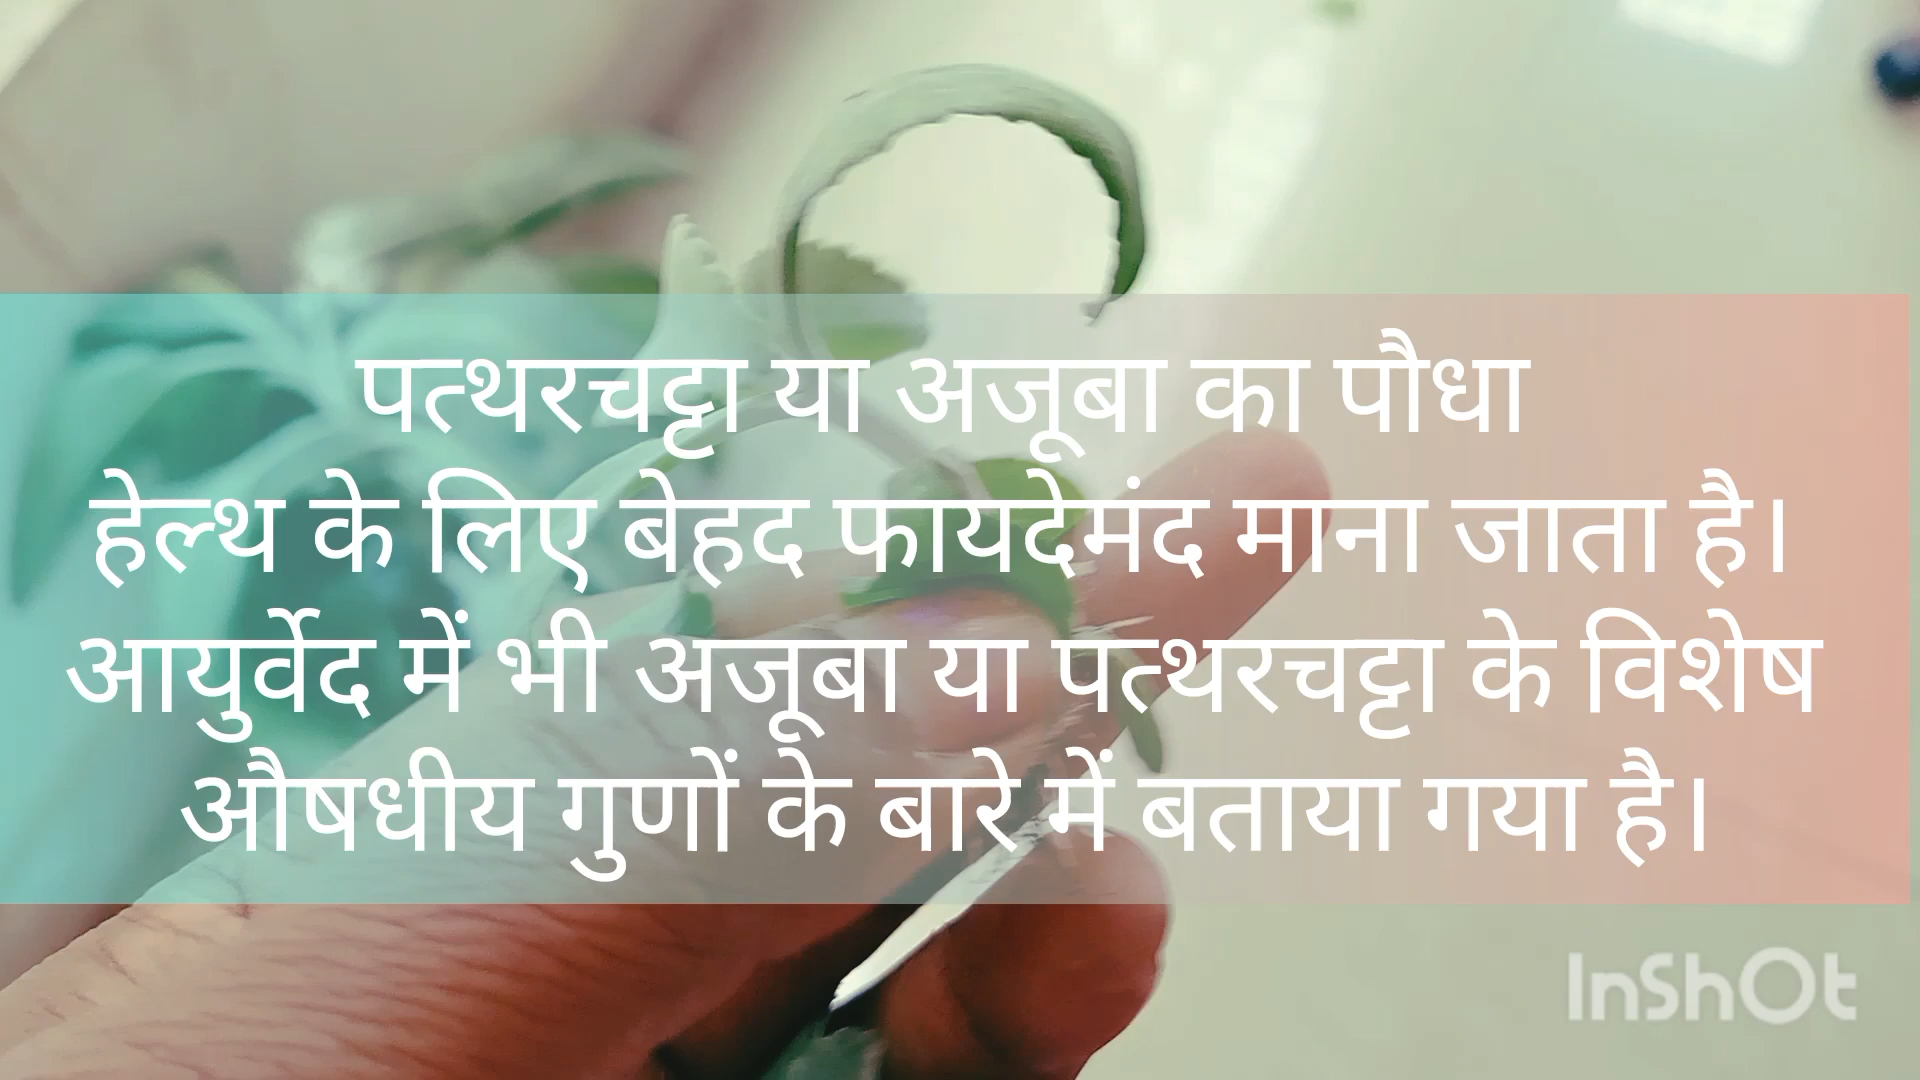 पत्थरचट्टा या अजूबा का पौधा
हेल्थ के लिए बेहद फायदेमंद माना जाता है।
आयुर्वेद में भी अजूबा या पत्थरचट्टा के विशेष
औषधीय गुणों के बारे में बताया गया है।
InShOt